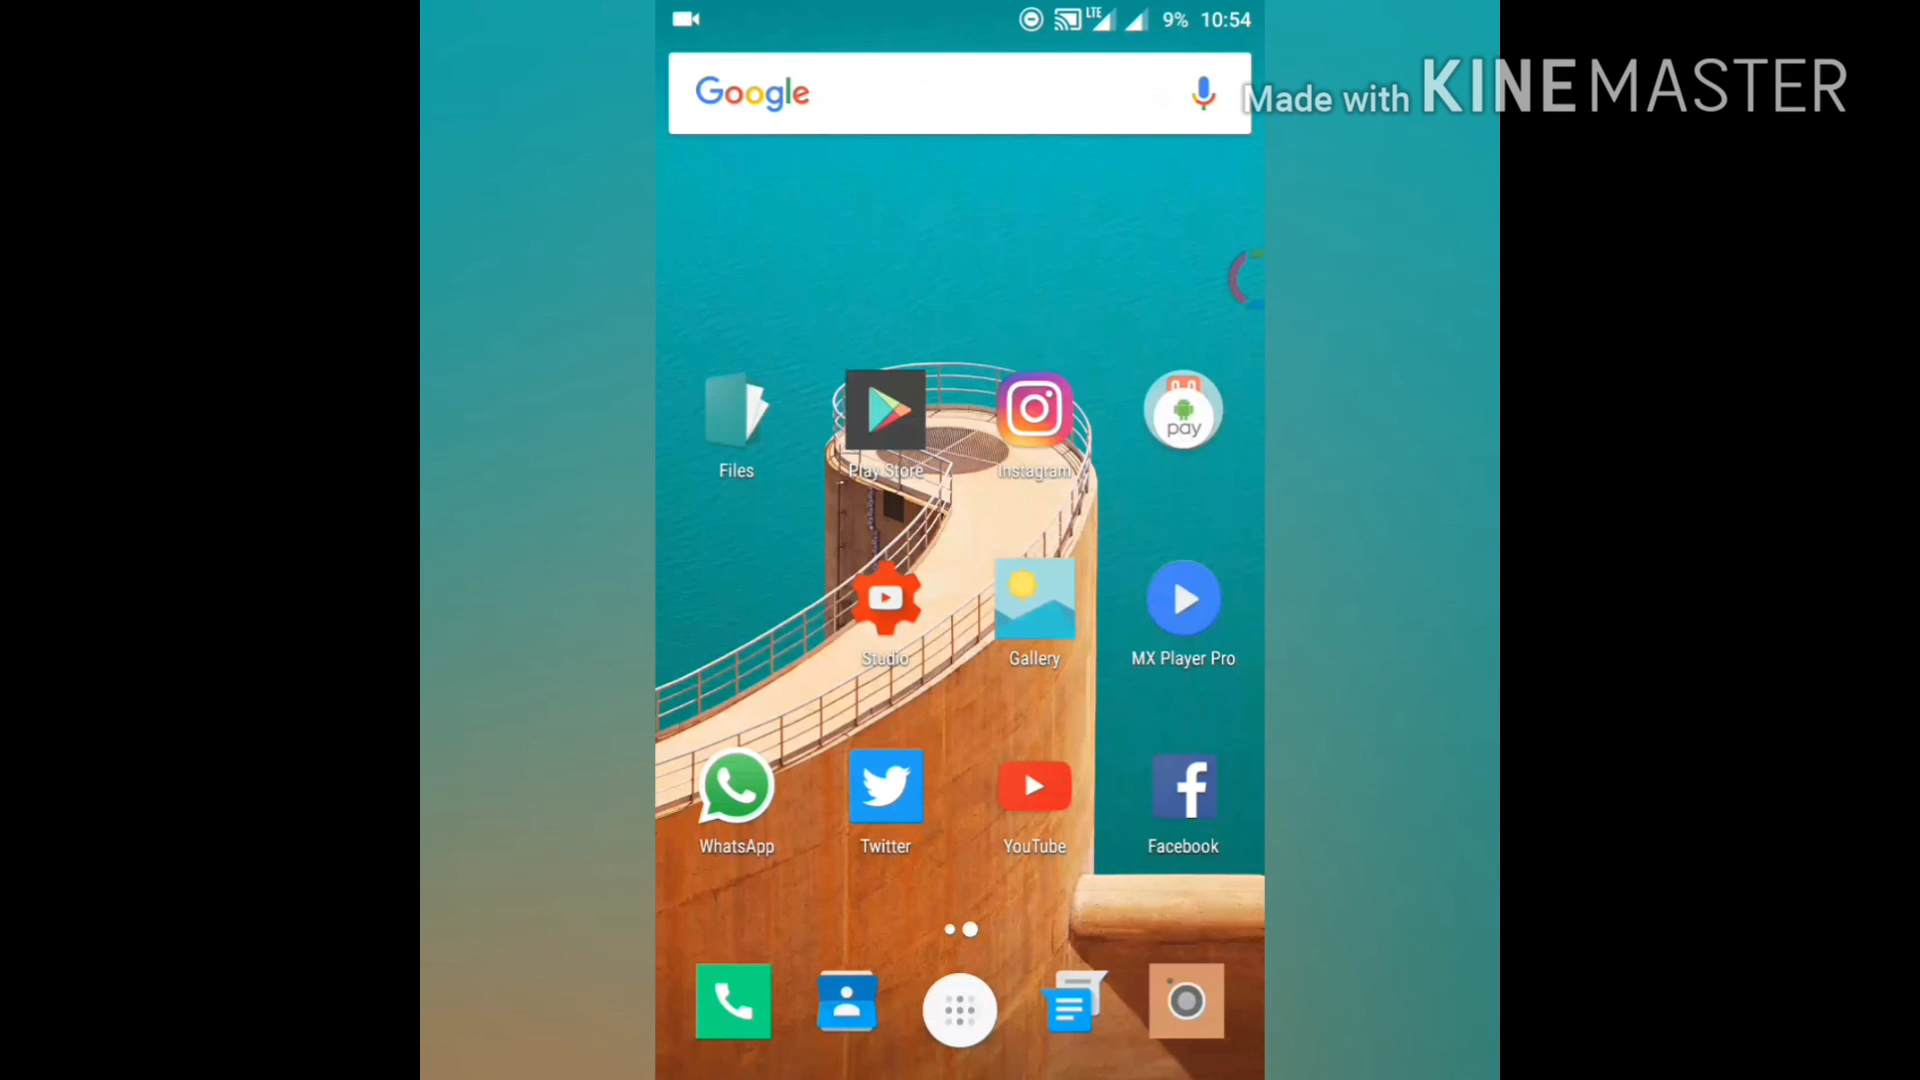 LTE 9% 10:54
Google
Made with KINEMASTER
pay
Files Play Store Instagram
Studio Gallery MX Player Pro
WhatsApp Twitter YouTube Facebook